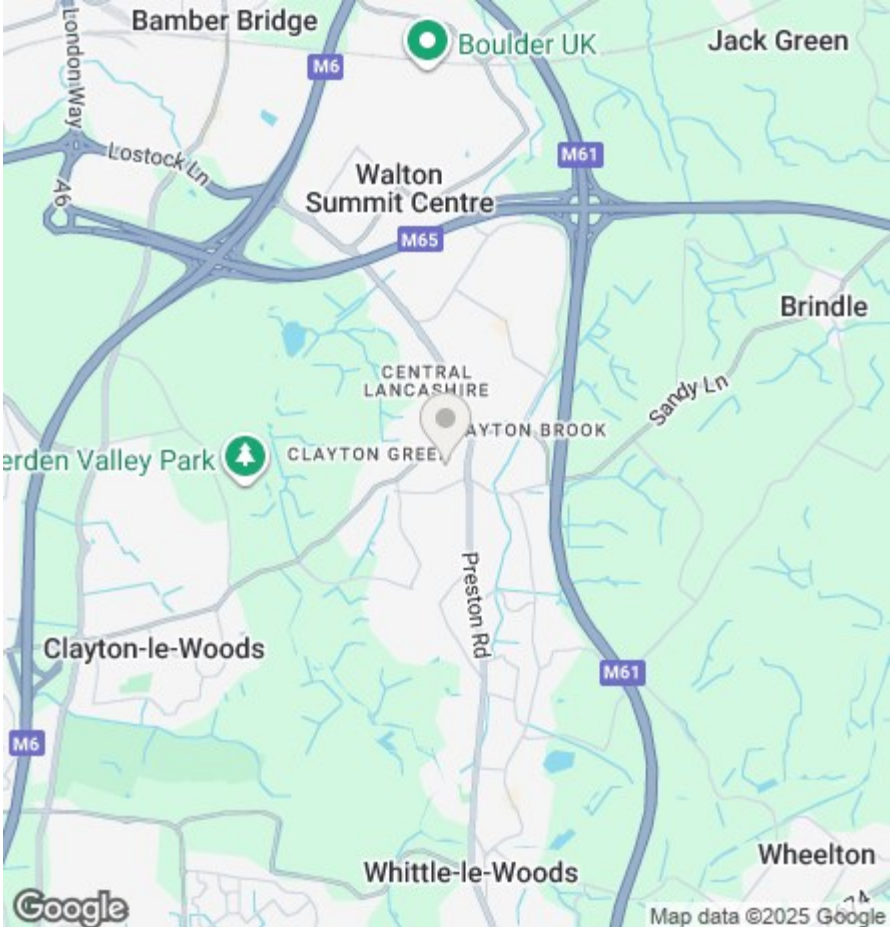 Bamber Bridge
London Way
M6
Boulder UK
Jack Green
M61
Lostock Ln
A6
Walton
Summit Centre
M65
Brindle
CENTRAL
LANCASHIRE
Sandy Ln
AYTON BROOK
CLAYTON GREEN
erden Valley Park
Preston Rd
Clayton-le-Woods
M61
M6
Whittle-le-Woods
Wheelton
674
Google
Map data ©2025 Google